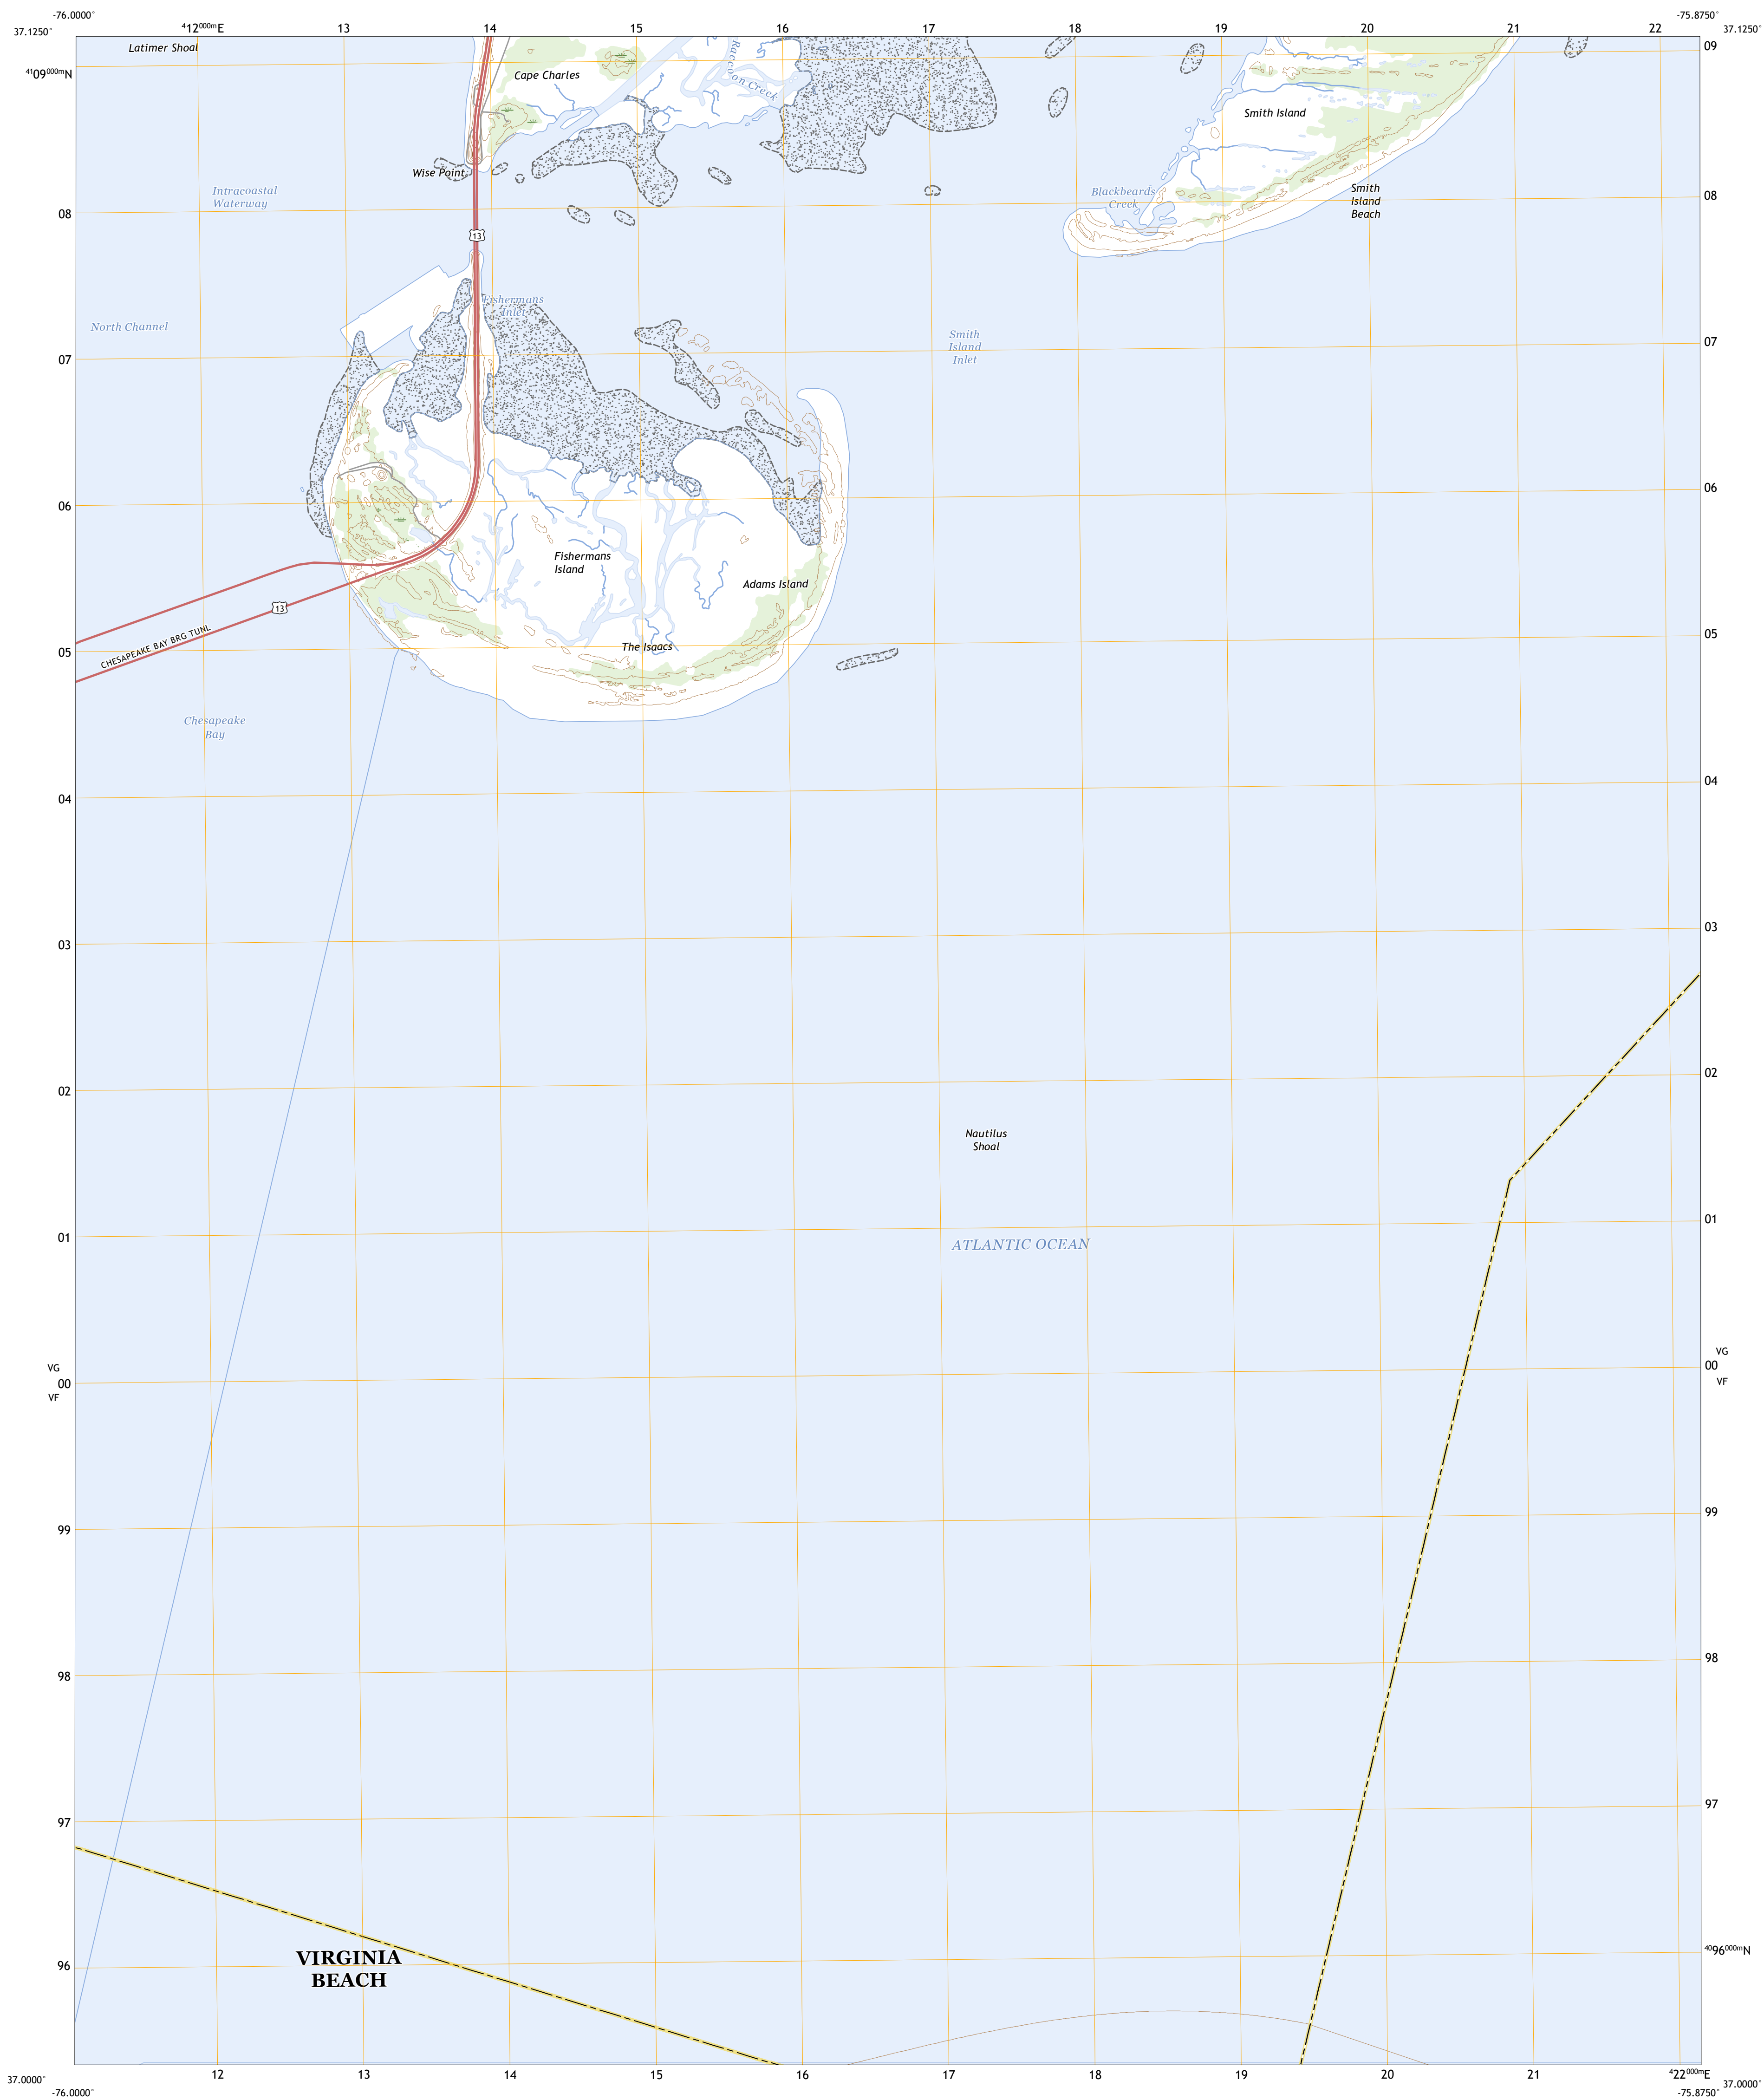 -76.0000°
-75.8750°
37.1250°
412000mE
13
14
15
16
17
18
19
20
21
22
37.1250°
Latimer Shoal
4109000mN
09
Cape Charles
Raccoon Creek
Smith Island
Wise Point
Intracoastal
Waterway
Blackbeards
Creek
Smith
Island
Beach
08
08
13
Fishermans
Inlet
North Channel
Smith
Island
Inlet
07
07
06
06
Fishermans
Island
Adams Island
13
CHESAPEAKE BAY BRG TUNL
The Isaacs
05
05
Chesapeake
Bay
04
04
03
03
02
02
Nautilus
Shoal
01
01
ATLANTIC OCEAN
VG
00
VF
VG
00
VF
99
99
98
98
97
97
VIRGINIA
BEACH
96
4096000mN
12
13
14
15
16
17
18
19
20
21
422000mE
37.0000°
-76.0000°
37.0000°
-75.8750°